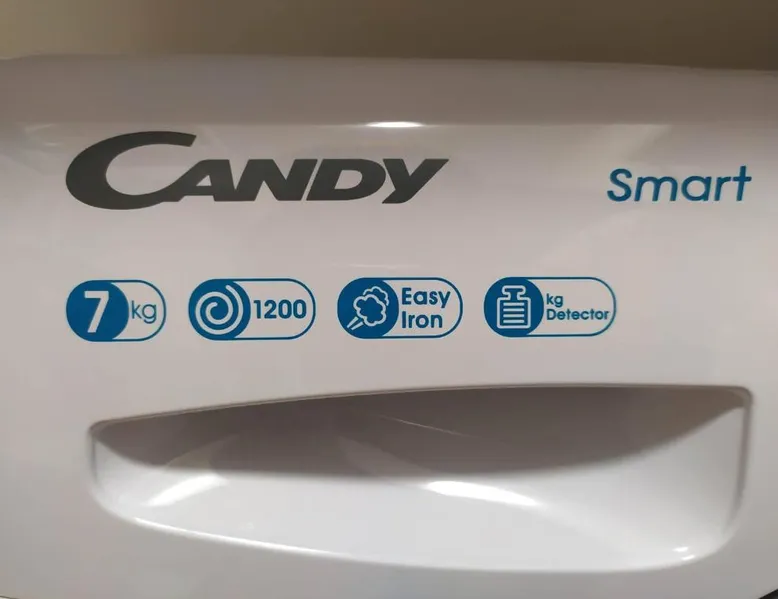 CANDY
Smart
7 kg
1200
Easy
Iron
kg
Detector